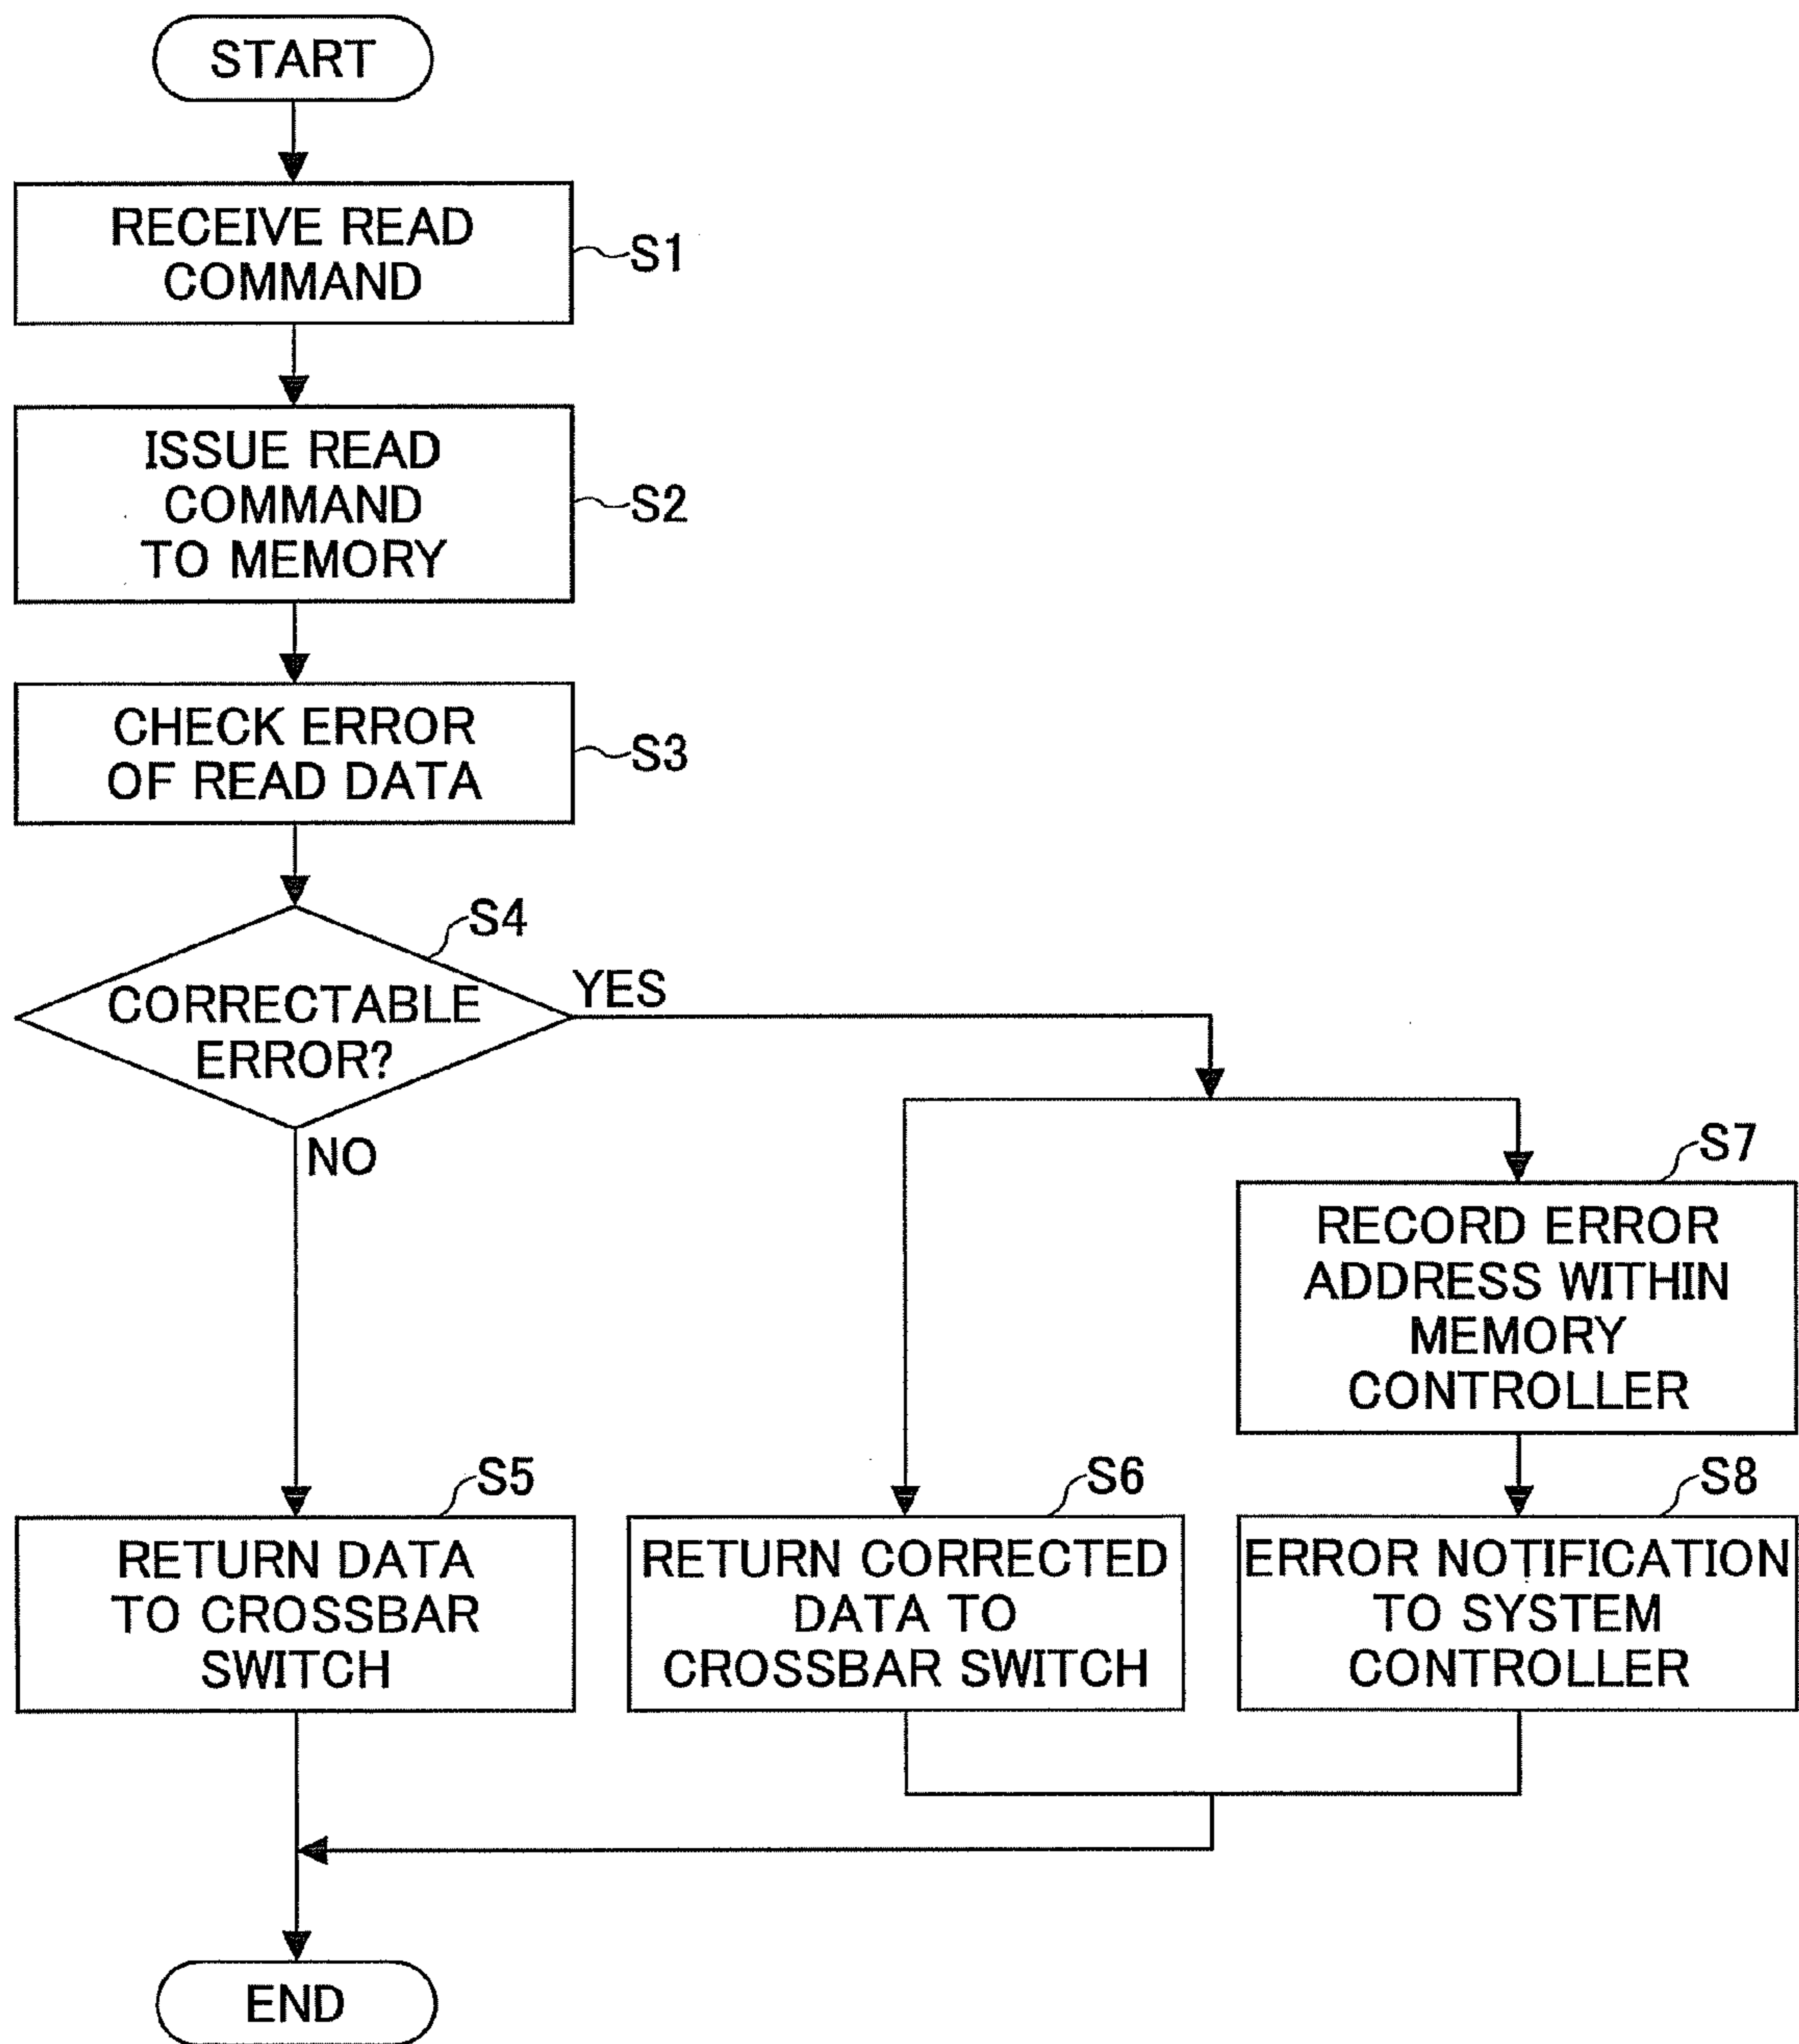 START
RECEIVE READ
COMMAND
S1
ISSUE READ
COMMAND
TO MEMORY
S2
CHECK ERROR
OF READ DATA
S3
S4
CORRECTABLE
ERROR?
YES
NO
S7
RECORD ERROR
ADDRESS WITHIN
MEMORY
CONTROLLER
S5
RETURN DATA
TO CROSSBAR
SWITCH
S6
RETURN CORRECTED
DATA TO
CROSSBAR SWITCH
S8
ERROR NOTIFICATION
TO SYSTEM
CONTROLLER
END